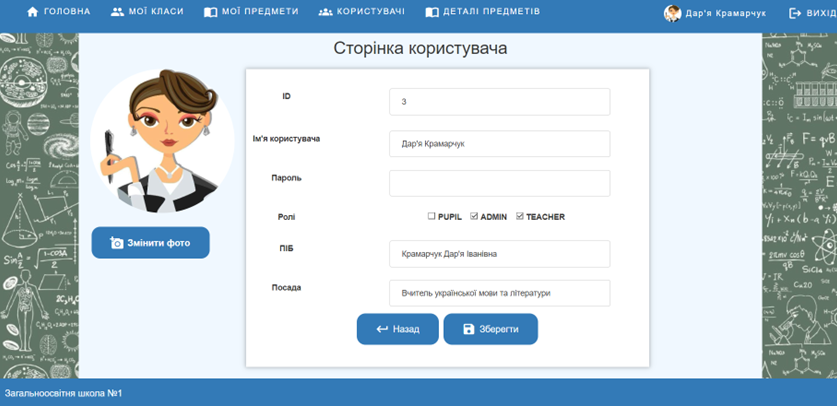 ГОЛОВНА МОЇ КЛАСИ МОЇ ПРЕДМЕТИ КОРИСТУВАЧІ ДЕТАЛІ ПРЕДМЕТІВ Дар'я Крамарчук ВИХІД
Сторінка користувача
ID 3
Ім'я користувача Дар'я Крамарчук
Пароль
Ролі PUPIL ADMIN TEACHER
ПІБ Крамарчук Дар'я Іванівна
Посада Вчитель української мови та літератури
Змінити фото
Назад Зберегти
Загальноосвітня школа №1